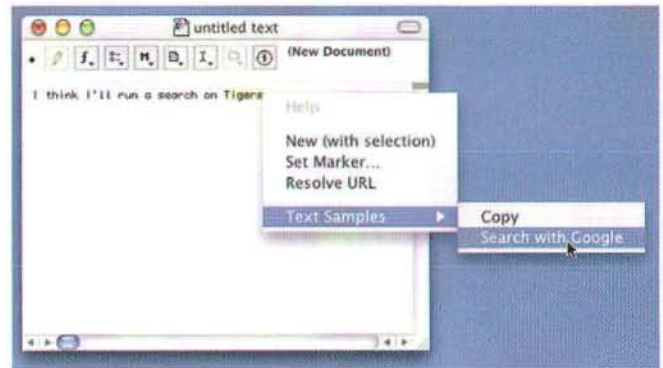 untitled text
(New Document)
I think I'll run a search on Tigers
Help
New (with selection)
Set Marker...
Resolve URL
Text Samples
Copy
Search with Google